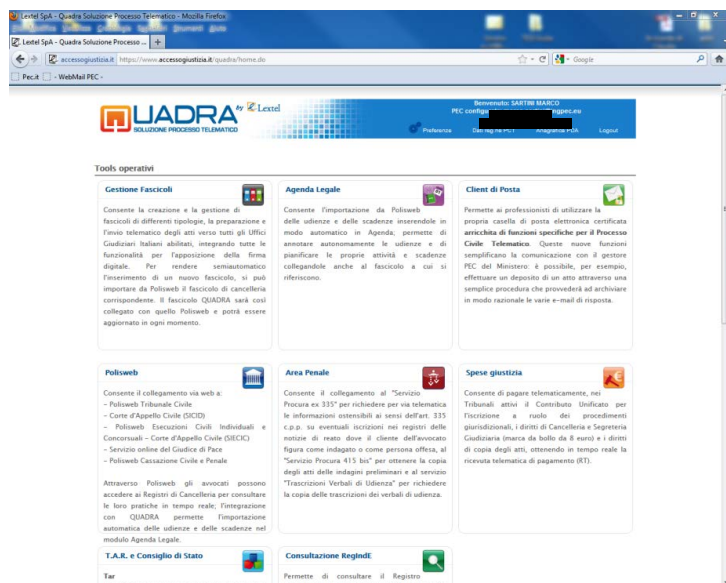 Lextel SpA - Quadra Soluzione Processo Telematico - Mozilla Firefox
Lextel SpA - Quadra Soluzione Processo ...
accessogiustizia.it https://www.accessogiustizia.it/quadra/home.do
Google
Pec.it - WebMail PEC -
QUADRA by Lextel
SOLUZIONE PROCESSO TELEMATICO
Benvenuto: SARTINI MARCO
PEC
ngpec.eu
Preferenze
Anagrafica PDA
Logout
Tools operativi
Gestione Fascicoli
Consente la creazione e la gestione di
fascicoli di differenti tipologie, la preparazione e
l'invio telematico degli atti verso tutti gli Uffici
Giudiziari Italiani abilitati, integrando tutte le
funzionalità per l'apposizione della firma
digitale. Per rendere semiautomatico
l'inserimento di un nuovo fascicolo, si può
importare da Polisweb il fascicolo di cancelleria
corrispondente. Il fascicolo QUADRA sarà così
collegato con quello Polisweb e potrà essere
aggiornato in ogni momento.
Agenda Legale
Consente l'importazione da Polisweb
delle udienze e delle scadenze inserendole in
modo automatico in Agenda; permette di
annotare autonomamente le udienze e di
pianificare le proprie attività e scadenze
collegandole anche al fascicolo a cui si
riferiscono.
Client di Posta
Permette ai professionisti di utilizzare la
propria casella di posta elettronica certificata
arricchita di funzioni specifiche per il Processo
Civile Telematico. Queste nuove funzioni
semplificano la comunicazione con il gestore
PEC del Ministero: è possibile, per esempio,
effettuare un deposito di un atto attraverso una
semplice procedura che provvederà ad archiviare
in modo razionale le varie e-mail di risposta.
Polisweb
Consente il collegamento via web a:
- Polisweb Tribunale Civile
- Corte d'Appello Civile (SICID)
- Polisweb Esecuzioni Civili Individuali e
Concorsuali - Corte d'Appello Civile (SIECIC)
- Servizio online del Giudice di Pace
- Polisweb Cassazione Civile e Penale
Attraverso Polisweb gli avvocati possono
accedere ai Registri di Cancelleria per consultare
le loro pratiche in tempo reale; l'integrazione
con QUADRA permette l'importazione
automatica delle udienze e delle scadenze nel
modulo Agenda Legale.
Area Penale
Consente il collegamento al "Servizio
Procura ex 335" per richiedere per via telematica
le informazioni ostensibili ai sensi dell'art. 335
c.p.p. su eventuali iscrizioni nei registri delle
notizie di reato dove il cliente dell'avvocato
figura come indagato o come persona offesa, al
"Servizio Procura 415 bis" per ottenere la copia
degli atti delle indagini preliminari e al servizio
"Trascrizioni Verbali di Udienza" per richiedere
la copia delle trascrizioni dei verbali di udienza.
Spese giustizia
Consente di pagare telematicamente, nei
Tribunali attivi il Contributo Unificato per
l'iscrizione a ruolo dei procedimenti
giurisdizionali, i diritti di Cancelleria e Segreteria
Giudiziaria (marca da bollo da 8 euro) e i diritti
di copia degli atti, ottenendo in tempo reale la
ricevuta telematica di pagamento (RT).
T.A.R. e Consiglio di Stato
Tar
Consultazione RegIndE
Permette di consultare il Registro